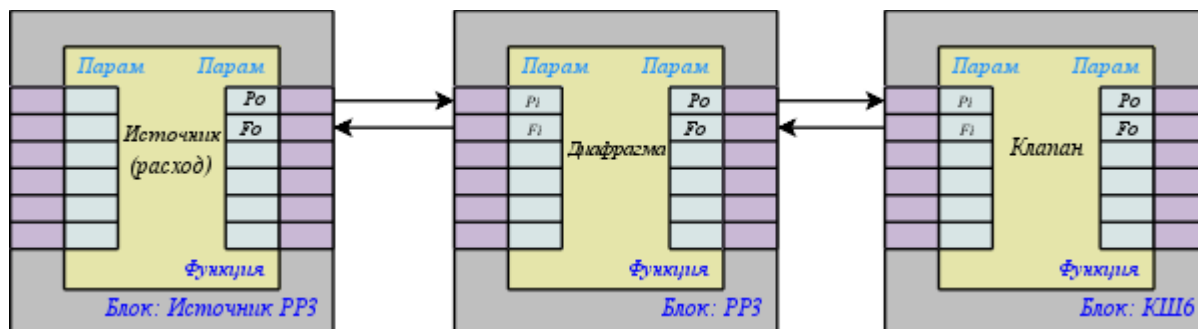 Парам Парам
Po
Fo
Источник
(расход)
Функция
Блок: Источник РР3
Парам Парам
Pi Po
Fi Fo
Диафрагма
Функция
Блок: РР3
Парам Парам
Pi Po
Fi Fo
Клапан
Функция
Блок: КШ6